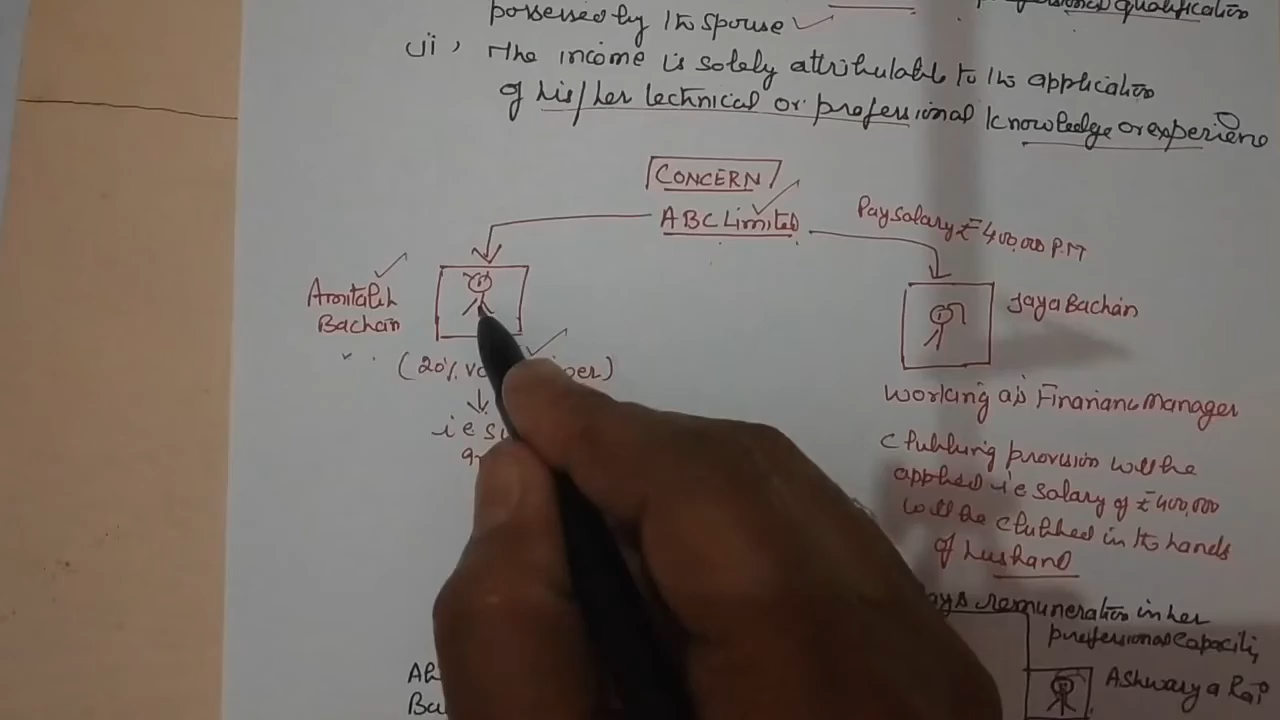 possessed by the spouse
ii, The income is solely attributable to the application
of his/her technical or professional knowledge or experienc
CONCERN
ABC Limited
Pay salary ₹ 400,000 P.M
Amitabh
Bachan
Jaya Bachan
(20%
working as Finianc Manager
i e
Clubbing provision will be
applied i e salary of ₹400,000
will be clubbed in the hands
of husband
remuneration in her
professional capacity
Ashwarya Rai